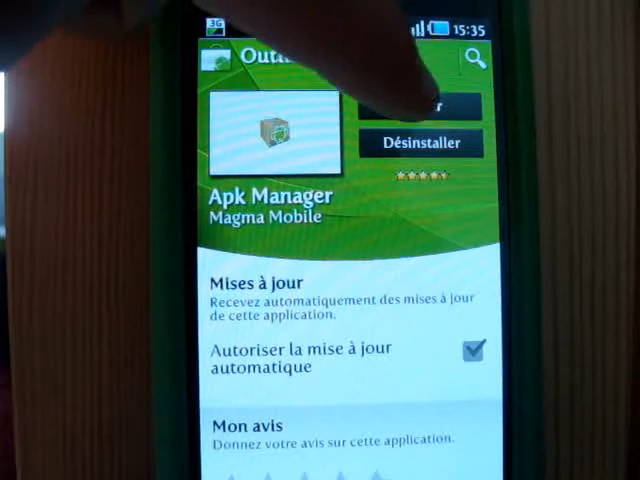 3G 15:35
Désinstaller
Apk Manager
Magma Mobile
Mises à jour
Recevez automatiquement des mises à jour
de cette application.
Autoriser la mise à jour
automatique
Mon avis
Donnez votre avis sur cette application.